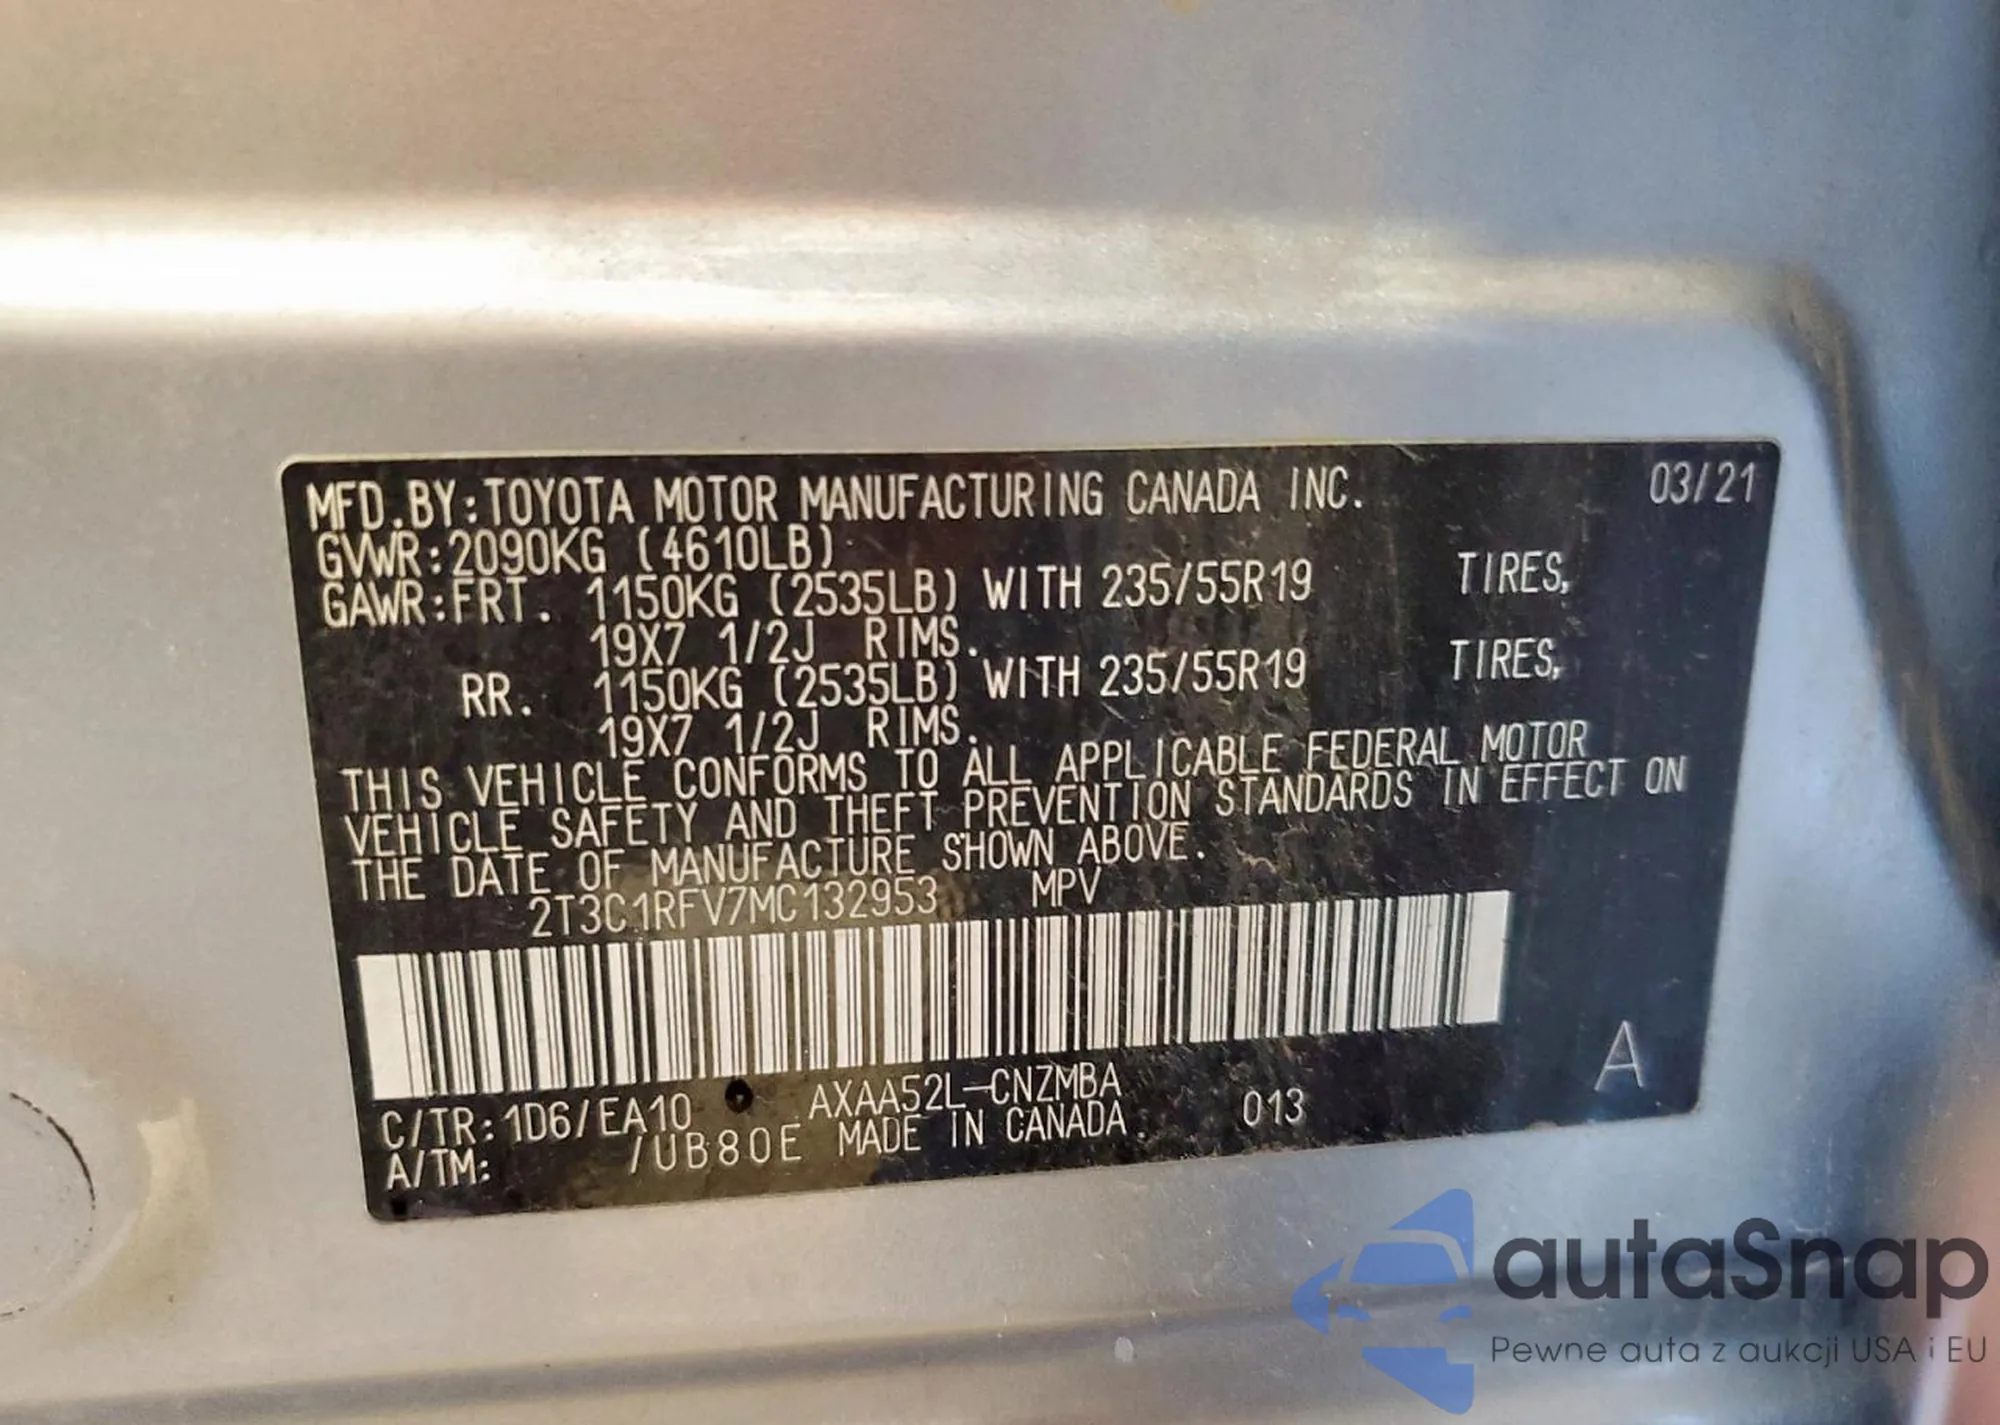 MFD.BY:TOYOTA MOTOR MANUFACTURING CANADA INC. 03/21
GVWR:2090KG (4610LB)
GAWR:FRT. 1150KG (2535LB) WITH 235/55R19 TIRES,
19X7 1/2J RIMS.
RR. 1150KG (2535LB) WITH 235/55R19 TIRES,
19X7 1/2J RIMS.
THIS VEHICLE CONFORMS TO ALL APPLICABLE FEDERAL MOTOR
VEHICLE SAFETY AND THEFT PREVENTION STANDARDS IN EFFECT ON
THE DATE OF MANUFACTURE SHOWN ABOVE.
2T3C1RFV7MC132953 MPV
C/TR:1D6/EA10 AXAA52L-CNZMBA 013 A
A/TM: /UB80E MADE IN CANADA.
autaSnap
Pewne auta z aukcji USA i EU